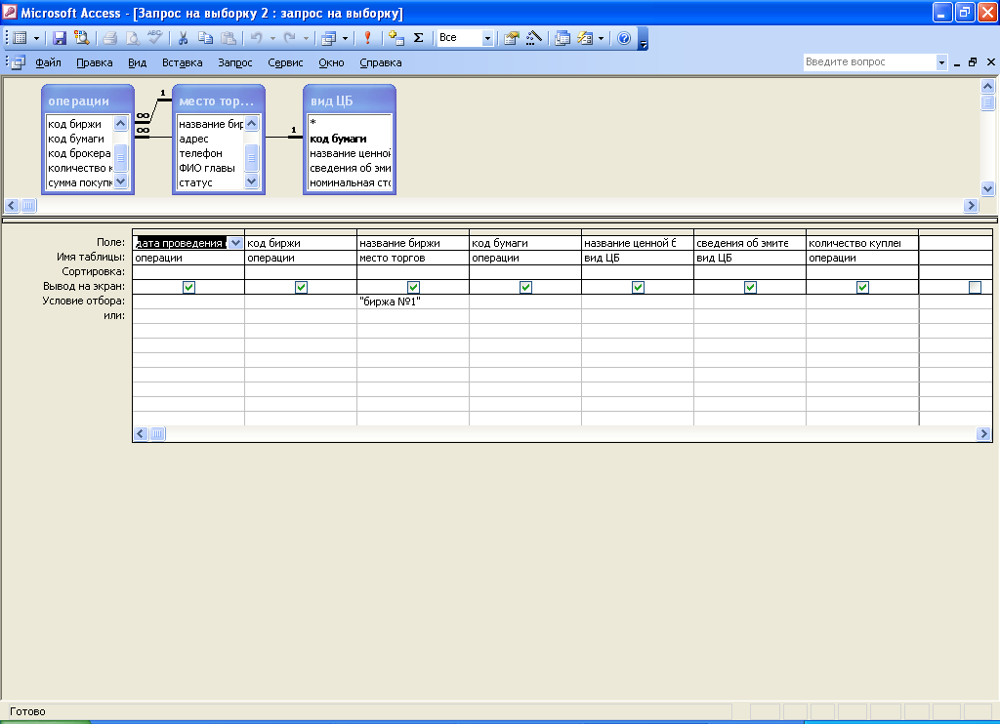 Microsoft Access - [Запрос на выборку 2 : запрос на выборку]
Все
Файл Правка Вид Вставка Запрос Сервис Окно Справка Введите вопрос
операции место тор... вид ЦБ
1
∞
∞
1
код биржи название бир *
код бумаги адрес код бумаги
код брокера телефон название ценной
количество к ФИО главы сведения об эми
сумма покупк статус номинальная сто
Поле: дата проведения код биржи название биржи код бумаги название ценной б сведения об эмите количество куплен
Имя таблицы: операции операции место торгов операции вид ЦБ вид ЦБ операции
Сортировка:
Вывод на экран:
Условие отбора: "биржа №1"
или:
Готово